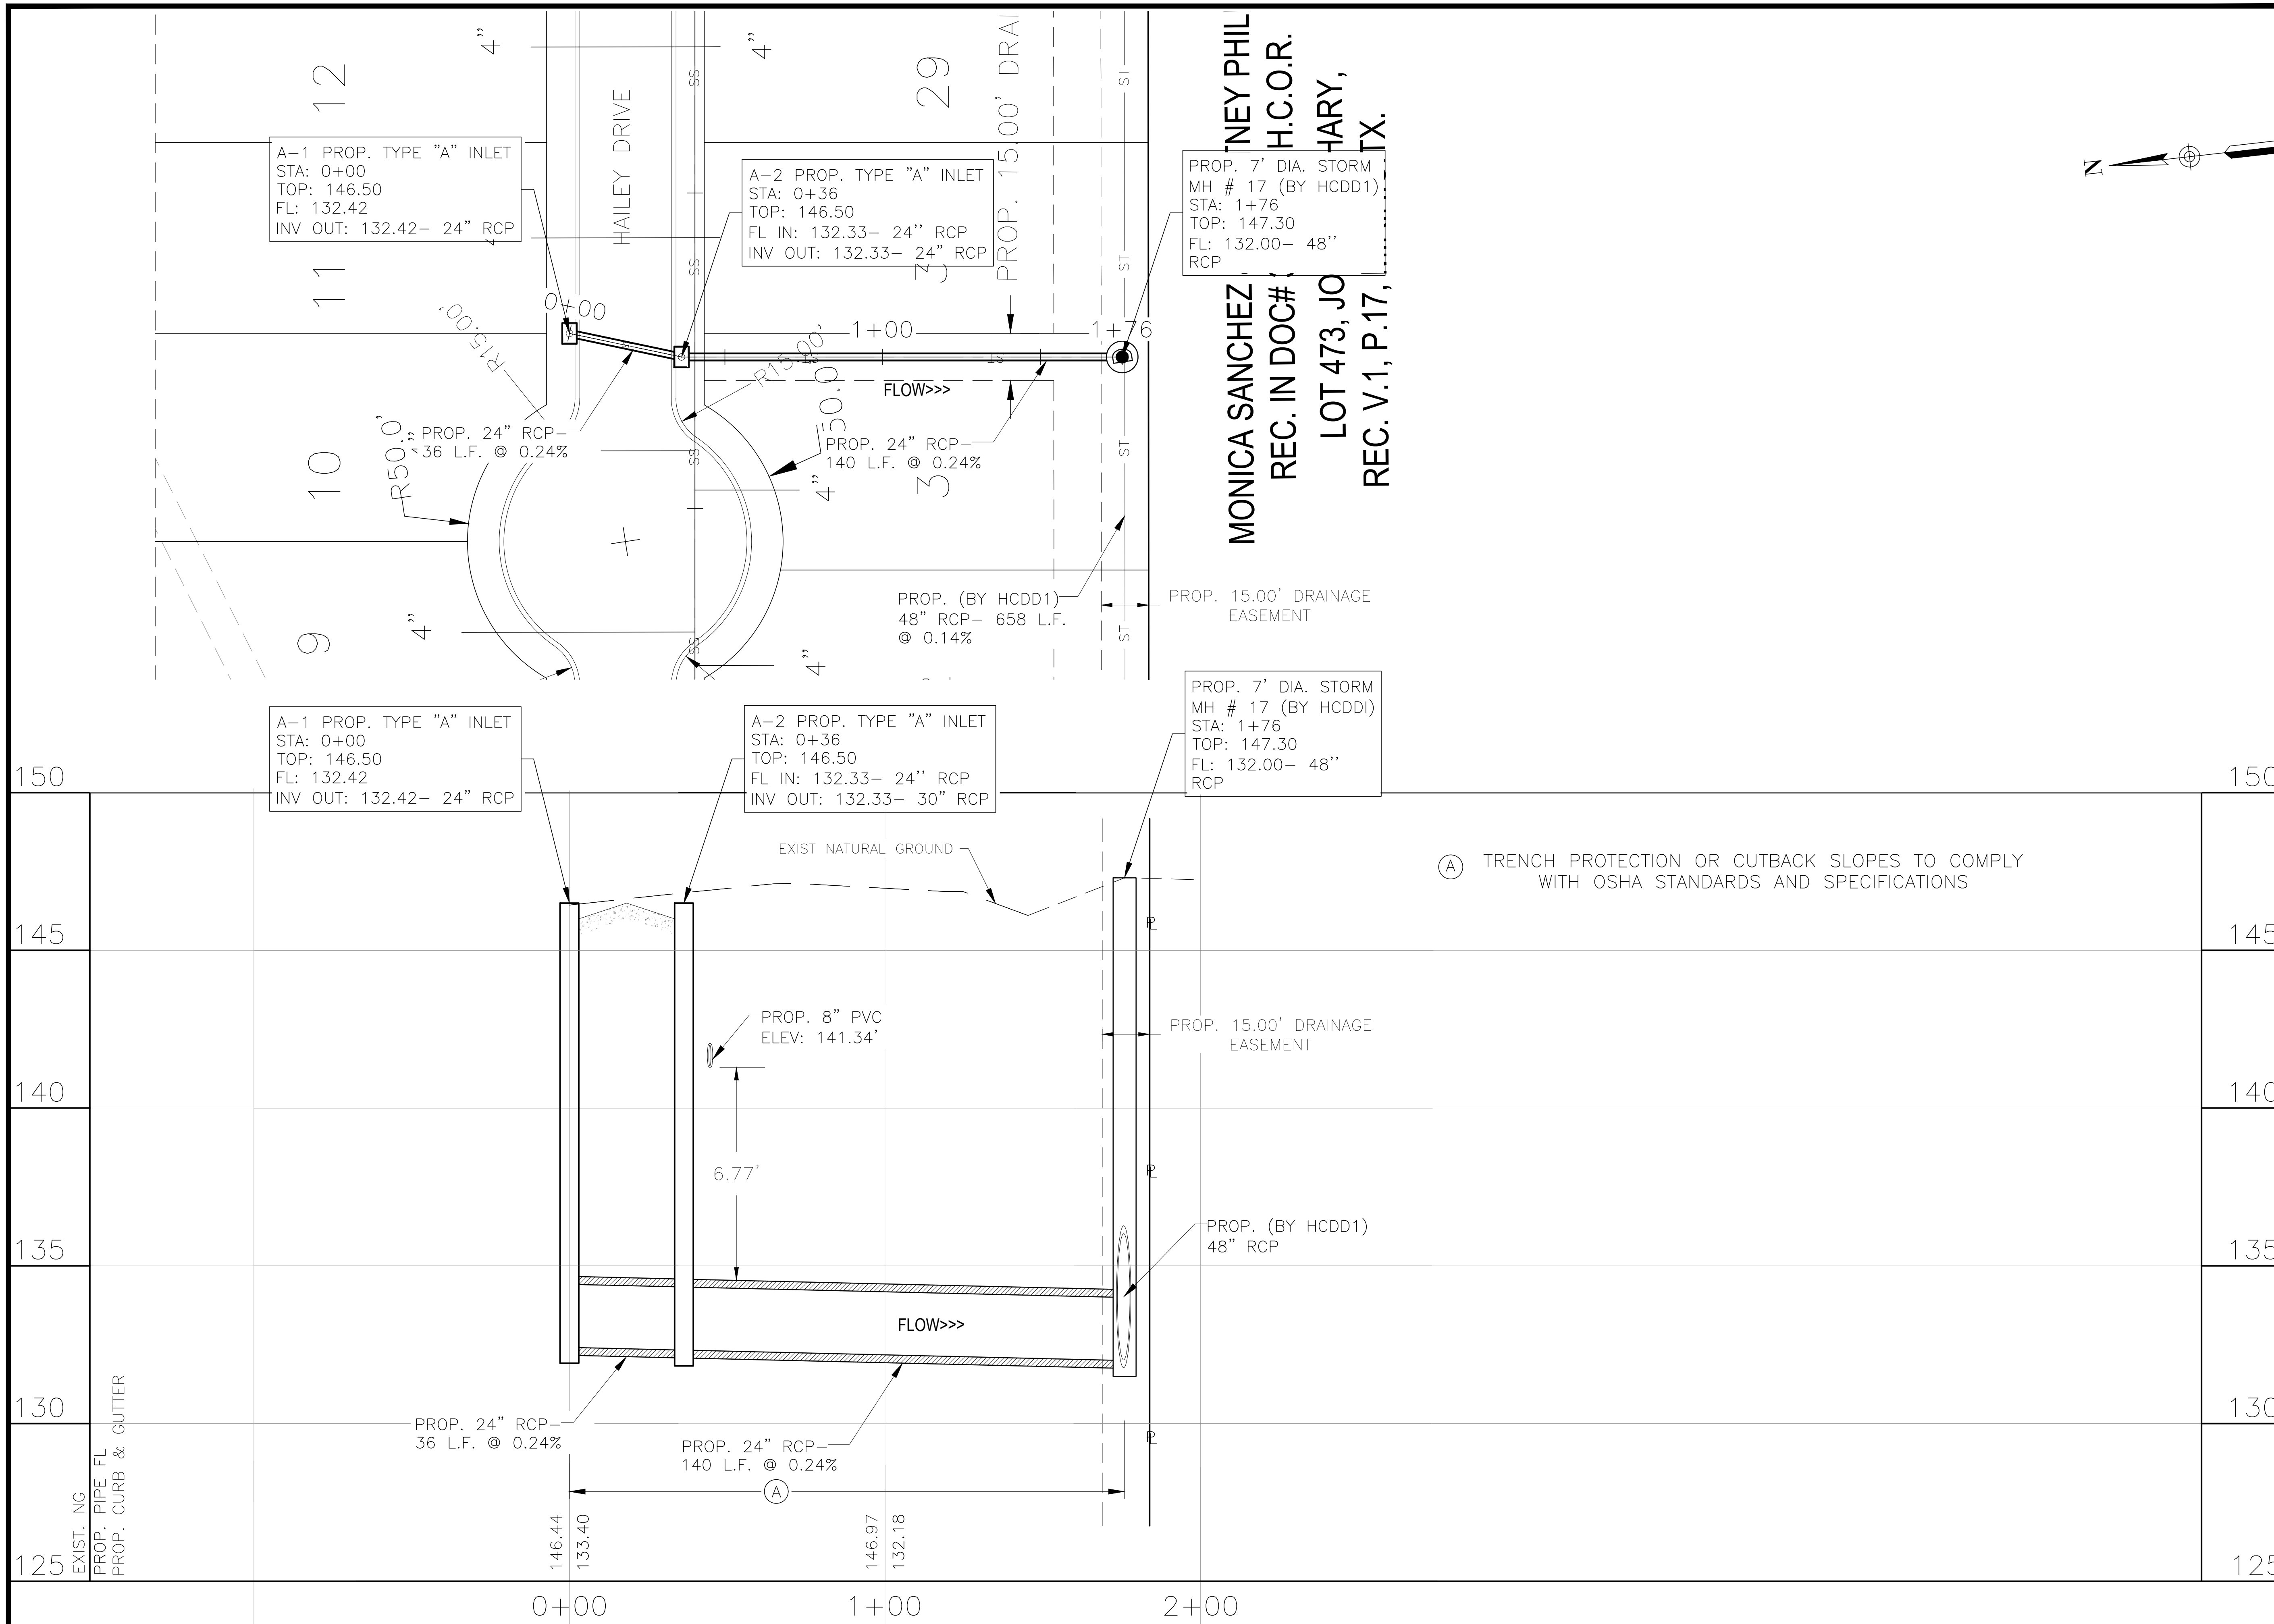 12
11
10
9
4"
4"
HAILEY DRIVE
SS
29
PROP. 15.00' DRAI
ST
MONICA SANCHEZ
NEY PHIL
REC. IN DOC#
H.C.O.R.
LOT 473, JO
HARY,
REC. V.1, P.17,
TX.
N
A-1 PROP. TYPE "A" INLET
STA: 0+00
TOP: 146.50
FL: 132.42
INV OUT: 132.42- 24" RCP
A-2 PROP. TYPE "A" INLET
STA: 0+36
TOP: 146.50
FL IN: 132.33- 24'' RCP
INV OUT: 132.33- 24" RCP
PROP. 7' DIA. STORM
MH # 17 (BY HCDD1)
STA: 1+76
TOP: 147.30
FL: 132.00- 48''
RCP
SS
ST
0+00
1+00
1+76
R15.00'
R15.00'
FLOW>>>
R50.0'
50.0
PROP. 24" RCP-
36 L.F. @ 0.24%
PROP. 24" RCP-
140 L.F. @ 0.24%
3
SS
ST
4"
4"
4"
PROP. (BY HCDD1)
48" RCP- 658 L.F.
@ 0.14%
PROP. 15.00' DRAINAGE
EASEMENT
SS
ST
A-1 PROP. TYPE "A" INLET
STA: 0+00
TOP: 146.50
FL: 132.42
INV OUT: 132.42- 24" RCP
A-2 PROP. TYPE "A" INLET
STA: 0+36
TOP: 146.50
FL IN: 132.33- 24'' RCP
INV OUT: 132.33- 30" RCP
PROP. 7' DIA. STORM
MH # 17 (BY HCDDI)
STA: 1+76
TOP: 147.30
FL: 132.00- 48''
RCP
150
150
EXIST NATURAL GROUND
A TRENCH PROTECTION OR CUTBACK SLOPES TO COMPLY
WITH OSHA STANDARDS AND SPECIFICATIONS
145
145
PL
PROP. 8" PVC
ELEV: 141.34'
PROP. 15.00' DRAINAGE
EASEMENT
140
140
6.77'
PL
PROP. (BY HCDD1)
48" RCP
135
135
FLOW>>>
130
130
PROP. 24" RCP-
36 L.F. @ 0.24%
PROP. 24" RCP-
140 L.F. @ 0.24%
PL
A
EXIST. NG
PROP. PIPE FL
PROP. CURB & GUTTER
146.44
133.40
146.97
132.18
125
125
0+00
1+00
2+00